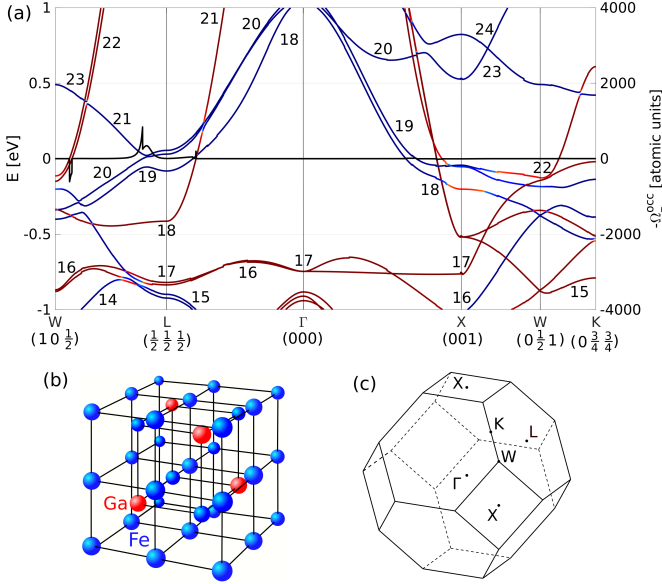 (a)
1
0.5
0
-0.5
-1
E [eV]
4000
2000
0
-2000
-4000
-Ω_z^occ [atomic units]
21
22
20
18
24
20
23
23
21
19
20
19
18
22
18
17
17
16
17
16
14
15
16
15
W
L
Γ
X
W
K
(1 0 1/2)
(1/2 1/2 1/2)
(000)
(001)
(0 1/2 1)
(0 3/4 3/4)
(b)
Ga
Fe
(c)
X
K
L
W
Γ
X